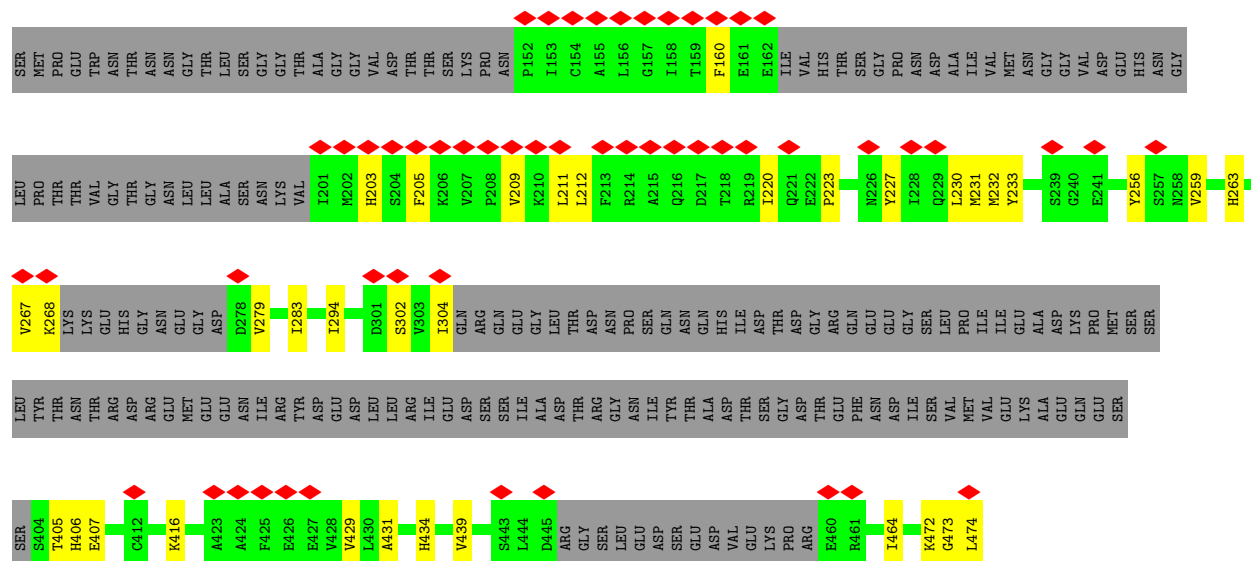 SER MET PRO GLU TRP ASN THR ASN ASN GLY THR LEU SER GLY GLY THR ALA GLY GLY VAL ASP THR THR SER LYS PRO ASN P152 I153 C154 A155 L156 G157 I158 T159 F160 E161 E162 ILE VAL HIS THR SER GLY PRO ASN ASP ALA ILE VAL MET ASN GLY GLY VAL ASP GLU HIS ASN GLY
LEU PRO THR THR VAL GLY THR GLY ASN LEU LEU ALA SER ASN LYS VAL I201 M202 H203 S204 F205 K206 V207 P208 V209 K210 L211 L212 F213 R214 A215 Q216 D217 T218 R219 I220 Q221 E222 P223 N226 Y227 I228 Q229 L230 M231 M232 Y233 S239 G240 E241 Y256 S257 N258 V259 H263
V267 K268 LYS LYS GLU HIS GLY ASN GLU GLY ASP D278 V279 I283 I294 D301 S302 V303 I304 GLN ARG GLN GLU GLY LEU THR ASP ASN PRO SER GLN ASN GLN HIS ILE ASP THR ASP GLY ARG GLN GLU GLU GLY SER LEU PRO ILE ILE GLU ALA ASP LYS PRO MET SER SER
LEU TYR THR ASN THR ARG ASP ARG GLU MET GLU GLU ASN ILE ARG TYR ASP GLU ASP LEU LEU ARG ILE GLU ASP SER SER ILE ALA ASP THR ARG GLY ASN ILE TYR THR ALA ASP THR SER GLY ASP THR GLU PHE ASN ASP ILE SER VAL MET VAL GLU LYS ALA GLU GLN GLU SER
SER S404 T405 H406 E407 C412 K416 A423 A424 F425 E426 E427 V428 V429 L430 A431 H434 V439 S443 L444 D445 ARG GLY SER LEU GLU ASP SER GLU ASP VAL GLU LYS PRO ARG E460 R461 I464 K472 G473 L474